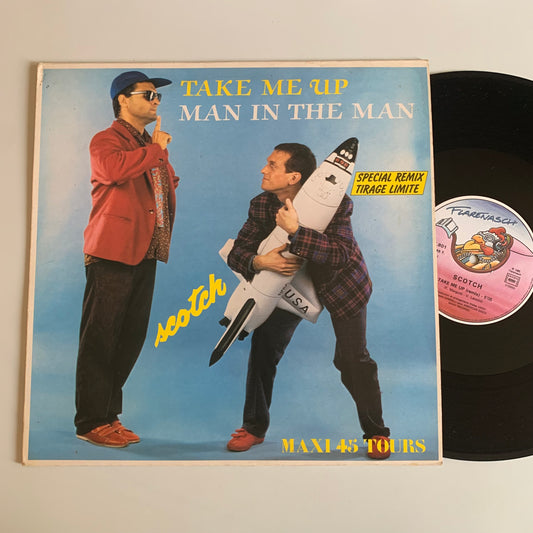 TAKE ME UP
MAN IN THE MAN
SPECIAL REMIX
TIRAGE LIMITE
scotch
USA
MAXI 45 TOURS
FLARENASCH
SCOTCH
TAKE ME UP (remix)